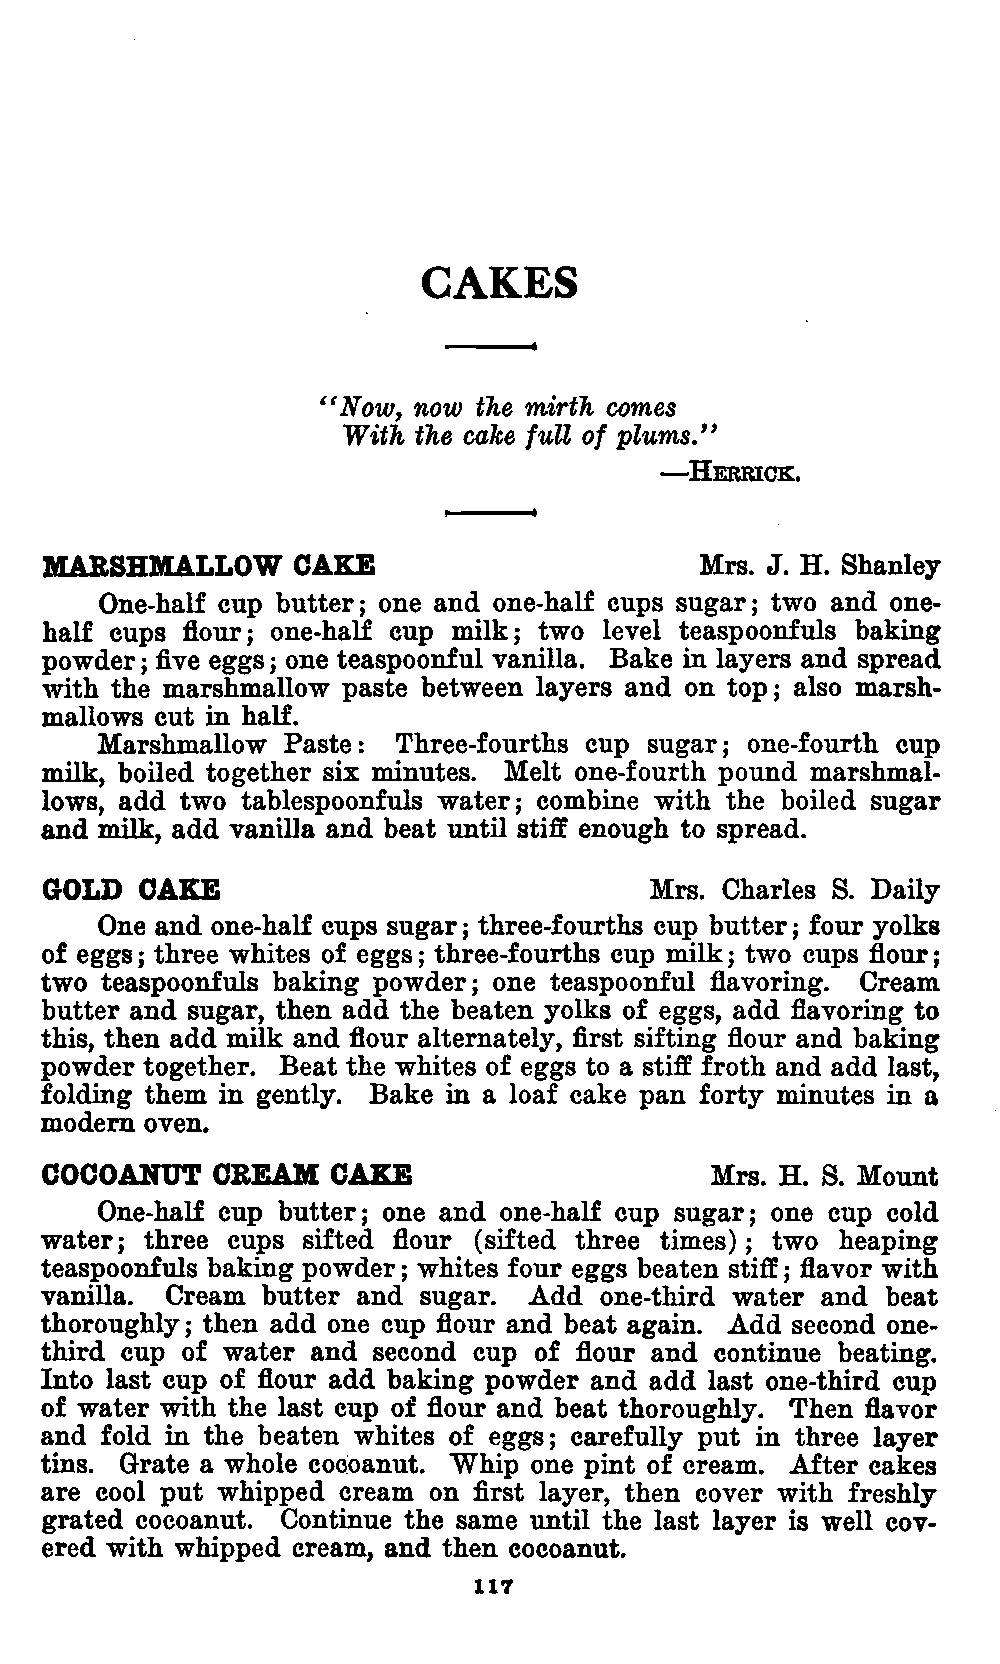 CAKES
"Now, now the mirth comes
With the cake full of plums."
—HERRICK.
MARSHMALLOW CAKE Mrs. J. H. Shanley
One-half cup butter; one and one-half cups sugar; two and one-
half cups flour; one-half cup milk; two level teaspoonfuls baking
powder; five eggs; one teaspoonful vanilla. Bake in layers and spread
with the marshmallow paste between layers and on top; also marsh-
mallows cut in half.
Marshmallow Paste: Three-fourths cup sugar; one-fourth cup
milk, boiled together six minutes. Melt one-fourth pound marshmal-
lows, add two tablespoonfuls water; combine with the boiled sugar
and milk, add vanilla and beat until stiff enough to spread.
GOLD CAKE Mrs. Charles S. Daily
One and one-half cups sugar; three-fourths cup butter; four yolks
of eggs; three whites of eggs; three-fourths cup milk; two cups flour;
two teaspoonfuls baking powder; one teaspoonful flavoring. Cream
butter and sugar, then add the beaten yolks of eggs, add flavoring to
this, then add milk and flour alternately, first sifting flour and baking
powder together. Beat the whites of eggs to a stiff froth and add last,
folding them in gently. Bake in a loaf cake pan forty minutes in a
modern oven.
COCOANUT CREAM CAKE Mrs. H. S. Mount
One-half cup butter; one and one-half cup sugar; one cup cold
water; three cups sifted flour (sifted three times); two heaping
teaspoonfuls baking powder; whites four eggs beaten stiff; flavor with
vanilla. Cream butter and sugar. Add one-third water and beat
thoroughly; then add one cup flour and beat again. Add second one-
third cup of water and second cup of flour and continue beating.
Into last cup of flour add baking powder and add last one-third cup
of water with the last cup of flour and beat thoroughly. Then flavor
and fold in the beaten whites of eggs; carefully put in three layer
tins. Grate a whole cocoanut. Whip one pint of cream. After cakes
are cool put whipped cream on first layer, then cover with freshly
grated cocoanut. Continue the same until the last layer is well cov-
ered with whipped cream, and then cocoanut.
117